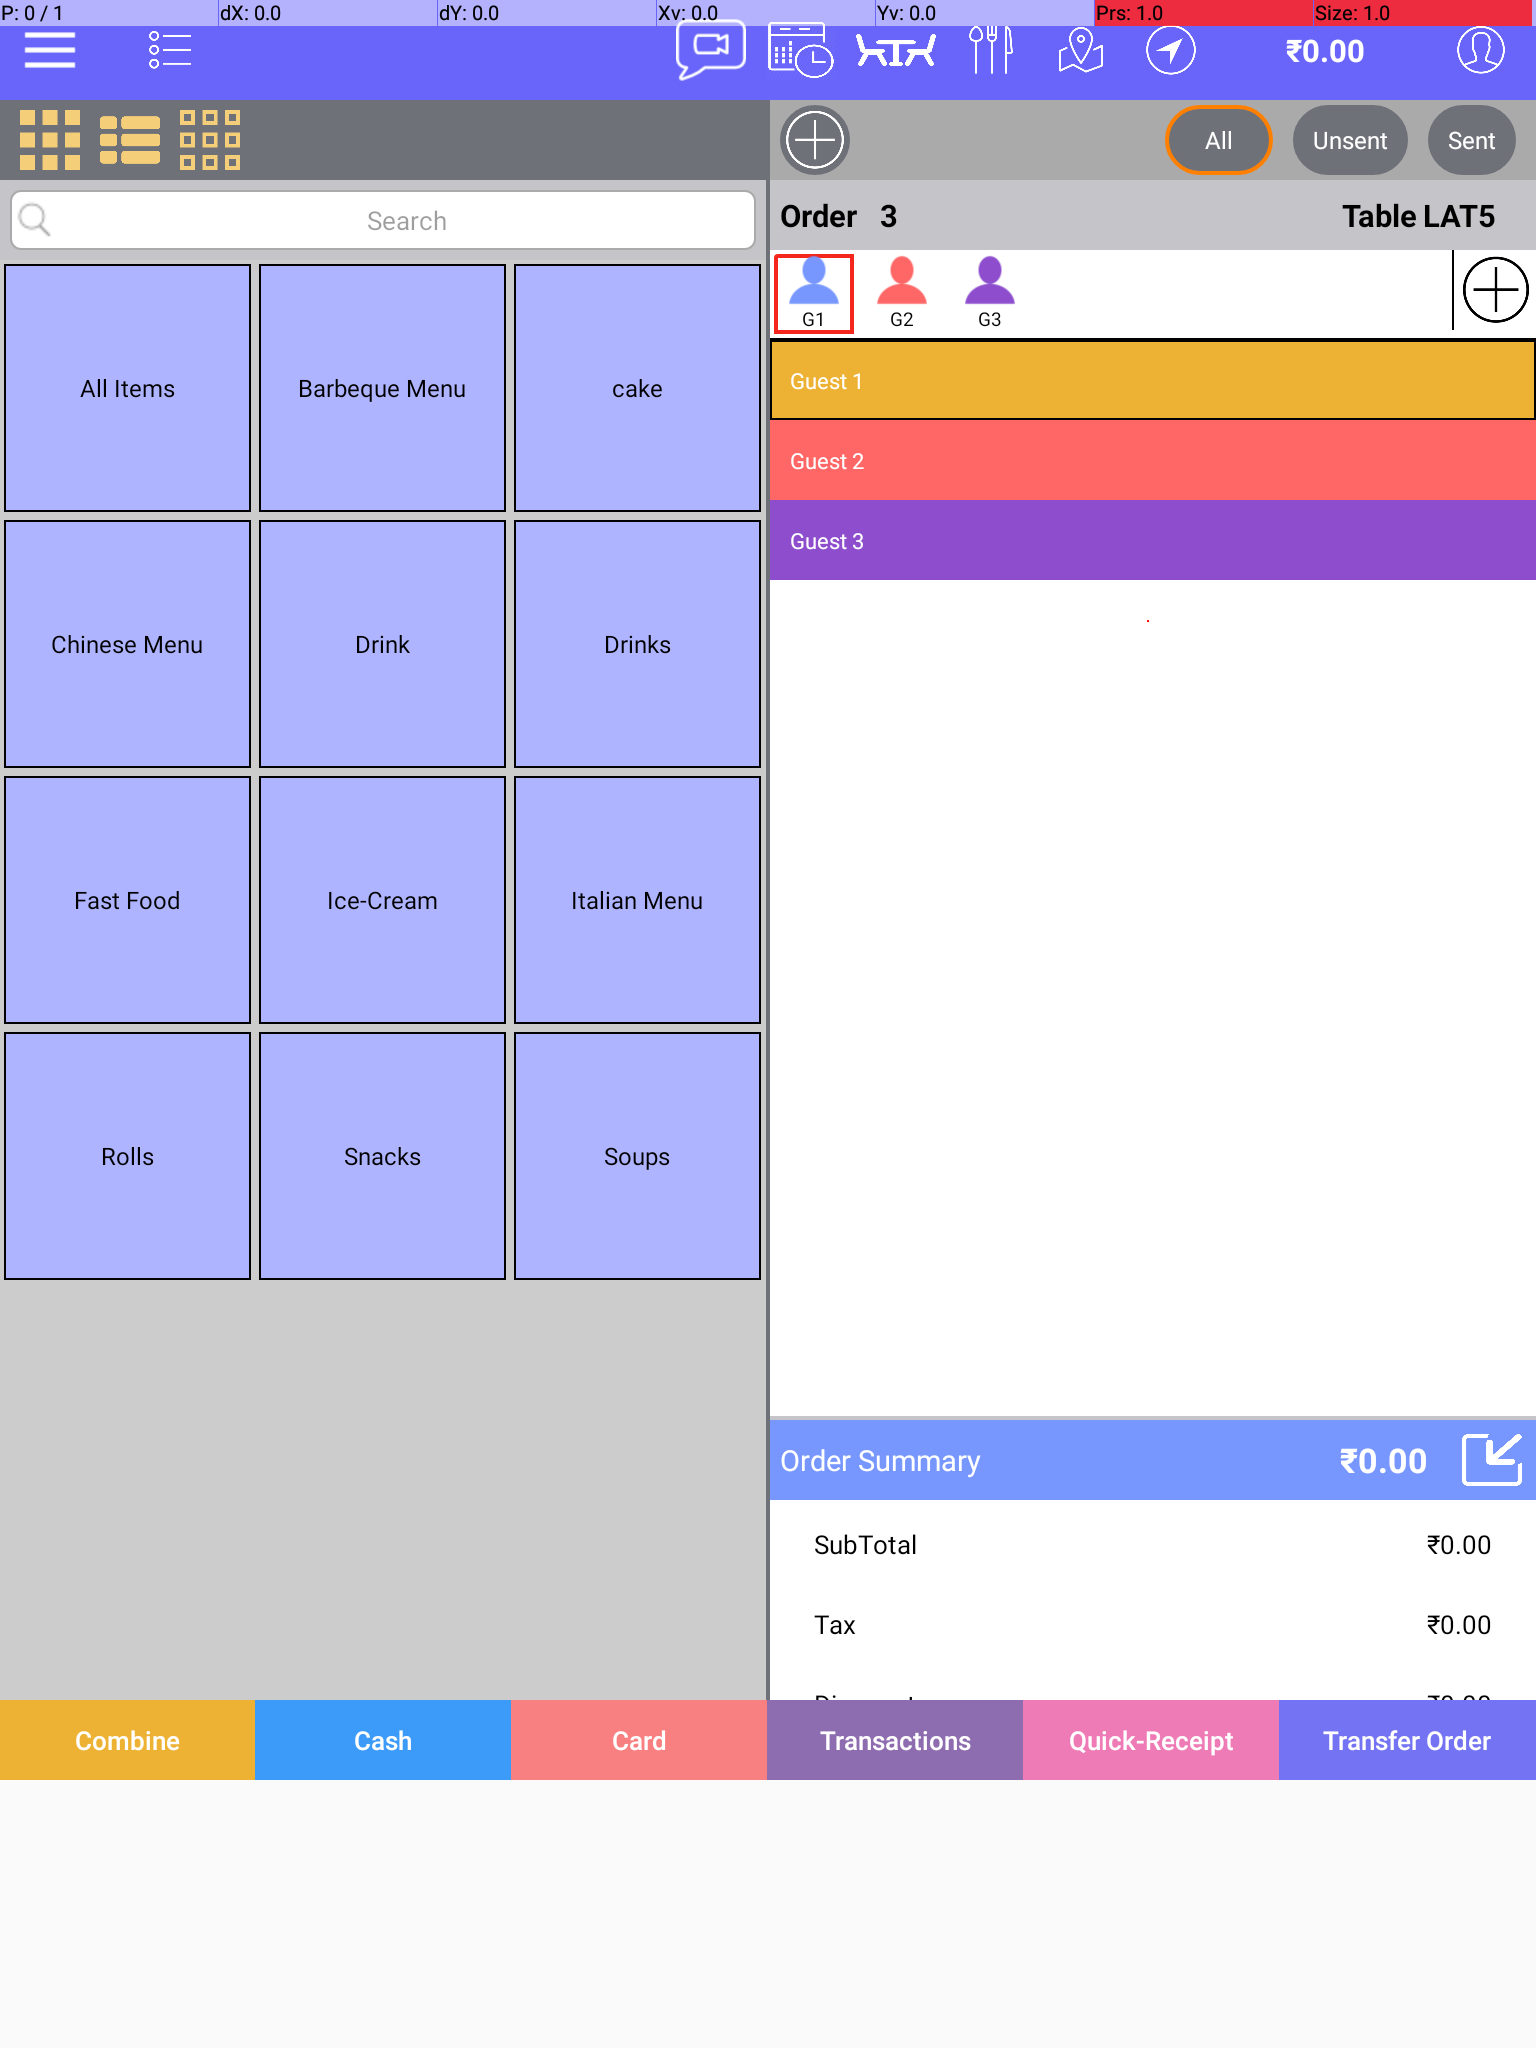 P: 0 / 1 dX: 0.0 dY: 0.0 Xv: 0.0 Yv: 0.0 Prs: 1.0 Size: 1.0
₹0.00
All Unsent Sent
Search
Order 3 Table LAT5
G1 G2 G3
Guest 1
Guest 2
Guest 3
All Items Barbeque Menu cake
Chinese Menu Drink Drinks
Fast Food Ice-Cream Italian Menu
Rolls Snacks Soups
Order Summary ₹0.00
SubTotal ₹0.00
Tax ₹0.00
Combine Cash Card Transactions Quick-Receipt Transfer Order